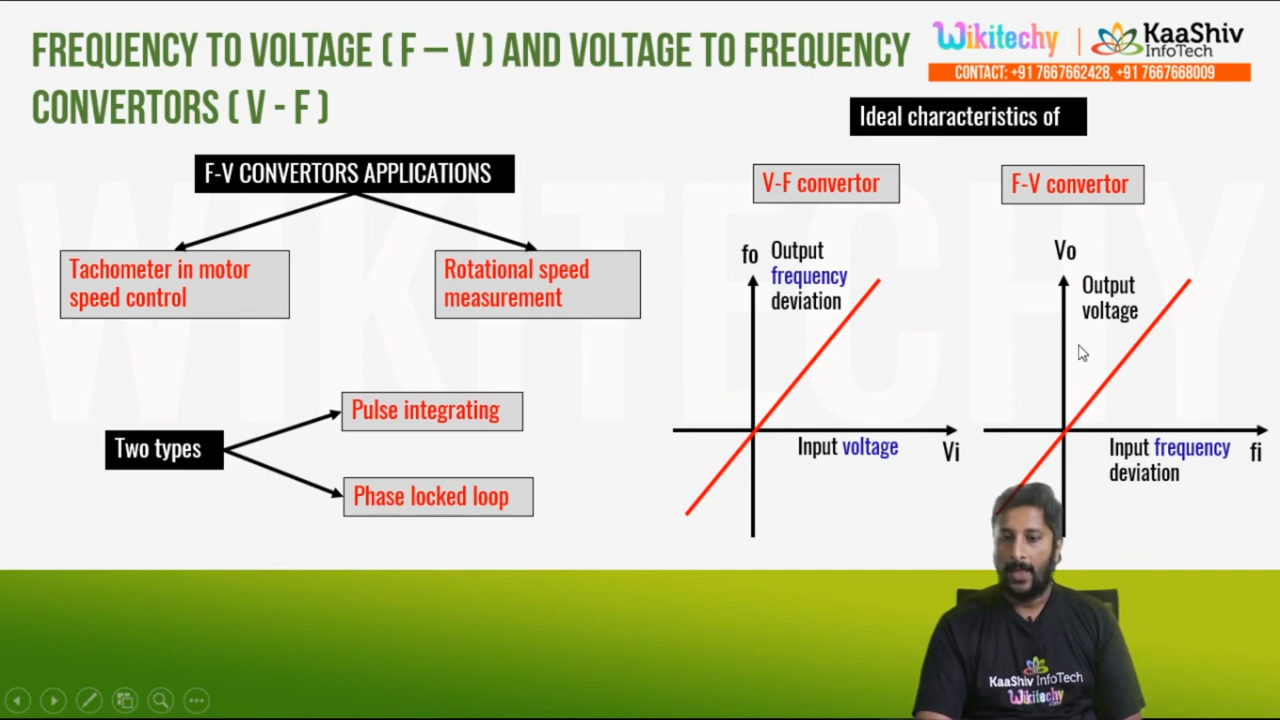 FREQUENCY TO VOLTAGE ( F – V ) AND VOLTAGE TO FREQUENCY
CONVERTORS ( V - F )
Wikitechy
KaaShiv
InfoTech
CONTACT: +91 7667662428, +91 7667668009
Ideal characteristics of
F-V CONVERTORS APPLICATIONS
V-F convertor
F-V convertor
Tachometer in motor
speed control
Rotational speed
measurement
fo
Output
frequency
deviation
Vo
Output
voltage
Pulse integrating
Two types
Phase locked loop
Input voltage
Vi
Input frequency
deviation
fi
WIKITECHY
KaaShiv InfoTech
Wikitechy